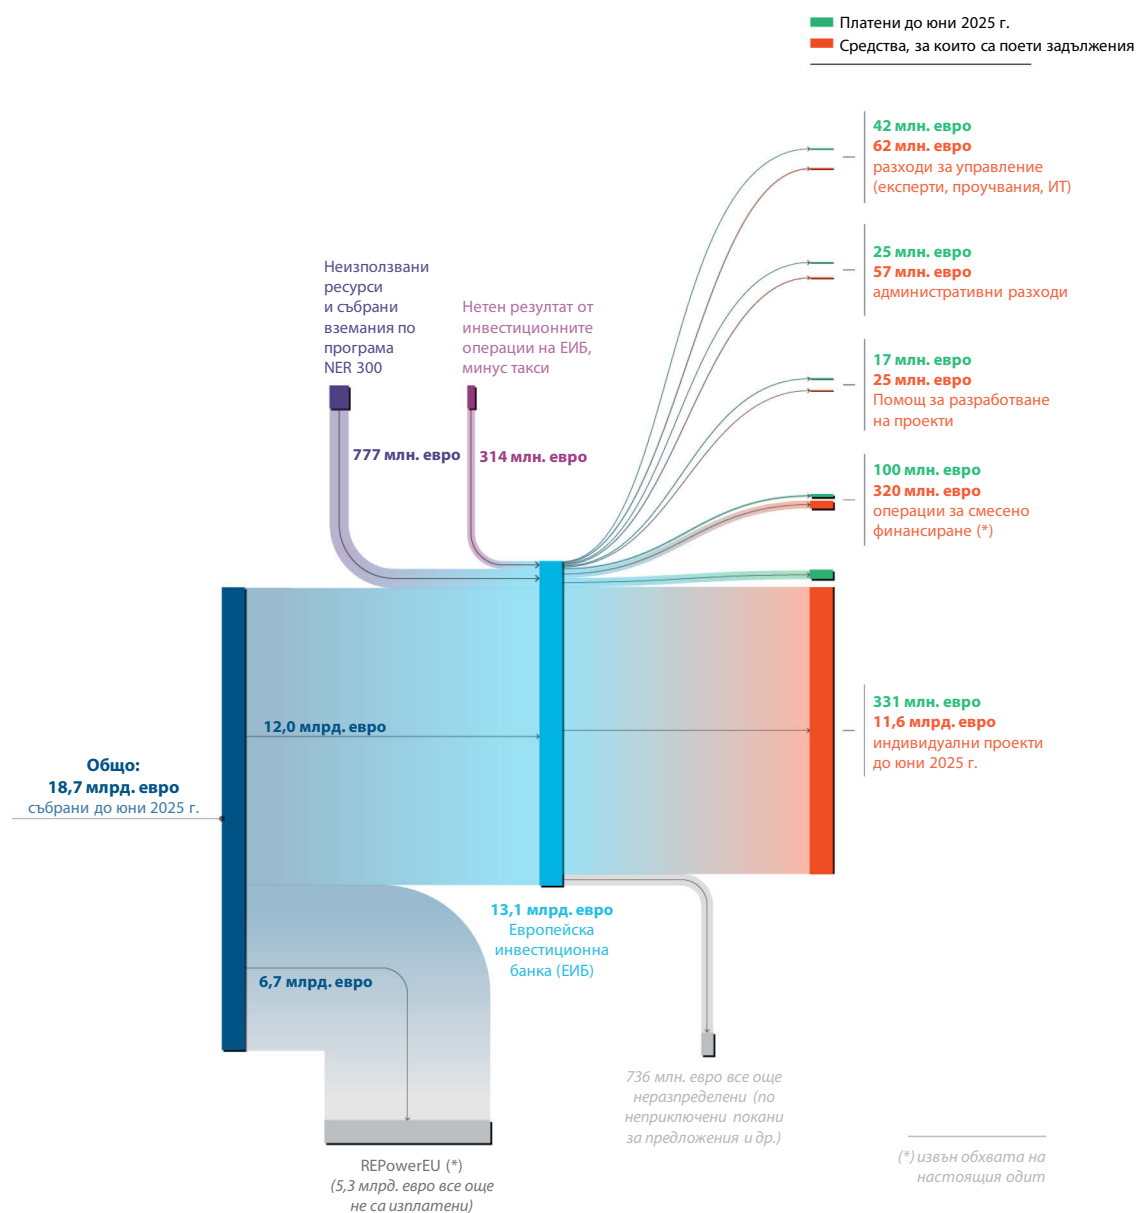 Платени до юни 2025 г.
Средства, за които са поети задължения
42 млн. евро
62 млн. евро
разходи за управление
(експерти, проучвания, ИТ)
25 млн. евро
57 млн. евро
административни разходи
17 млн. евро
25 млн. евро
Помощ за разработване
на проекти
100 млн. евро
320 млн. евро
операции за смесено
финансиране (*)
331 млн. евро
11,6 млрд. евро
индивидуални проекти
до юни 2025 г.
Неизползвани
ресурси
и събрани
вземания по
програма
NER 300
777 млн. евро
Нетен резултат от
инвестиционните
операции на ЕИБ,
минус такси
314 млн. евро
12,0 млрд. евро
Общо:
18,7 млрд. евро
събрани до юни 2025 г.
6,7 млрд. евро
13,1 млрд. евро
Европейска
инвестиционна
банка (ЕИБ)
736 млн. евро все още
неразпределени (по
неприключени покани
за предложения и др.)
REPowerEU (*)
(5,3 млрд. евро все още
не са изплатени)
(*) извън обхвата на
настоящия одит